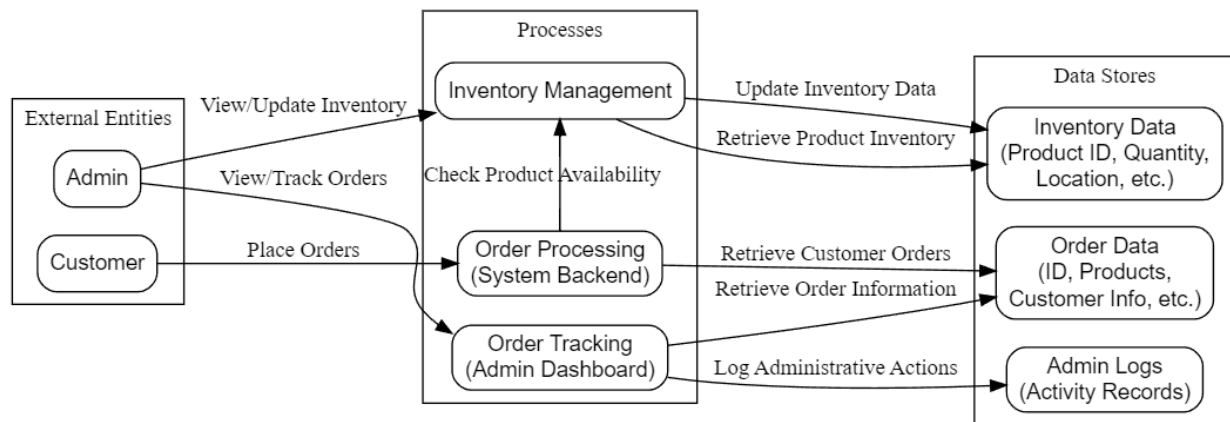 External Entities
Admin
Customer
View/Update Inventory
View/Track Orders
Place Orders
Processes
Inventory Management
Check Product Availability
Order Processing
(System Backend)
Order Tracking
(Admin Dashboard)
Update Inventory Data
Retrieve Product Inventory
Retrieve Customer Orders
Retrieve Order Information
Log Administrative Actions
Data Stores
Inventory Data
(Product ID, Quantity,
Location, etc.)
Order Data
(ID, Products,
Customer Info, etc.)
Admin Logs
(Activity Records)